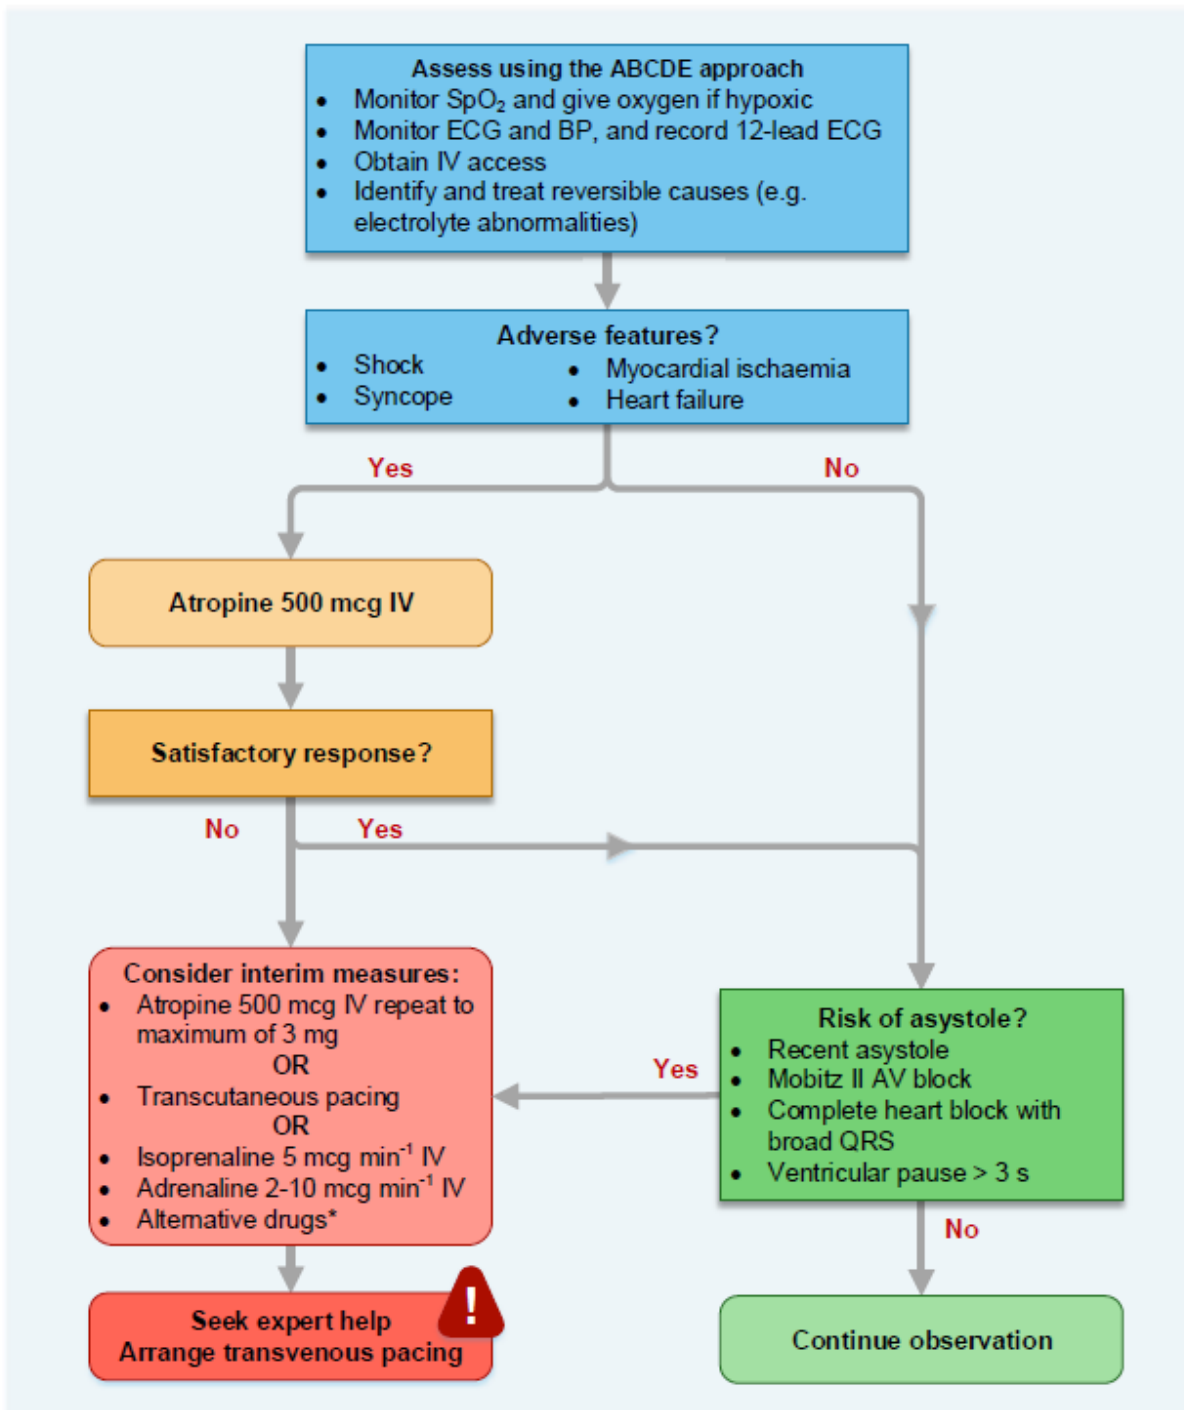 Assess using the ABCDE approach
• Monitor SpO₂ and give oxygen if hypoxic
• Monitor ECG and BP, and record 12-lead ECG
• Obtain IV access
• Identify and treat reversible causes (e.g.
electrolyte abnormalities)
Adverse features?
• Shock
• Syncope
• Myocardial ischaemia
• Heart failure
Yes
No
Atropine 500 mcg IV
Satisfactory response?
No
Yes
Consider interim measures:
• Atropine 500 mcg IV repeat to
maximum of 3 mg
OR
• Transcutaneous pacing
OR
• Isoprenaline 5 mcg min⁻¹ IV
• Adrenaline 2-10 mcg min⁻¹ IV
• Alternative drugs*
Yes
Risk of asystole?
• Recent asystole
• Mobitz II AV block
• Complete heart block with
broad QRS
• Ventricular pause > 3 s
No
!
Seek expert help
Arrange transvenous pacing
Continue observation